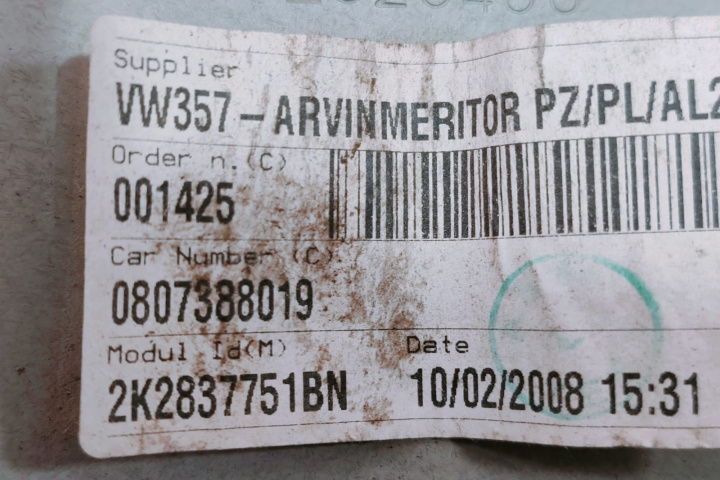 Supplier
VW357-ARVINMERITOR PZ/PL/AL2
Order n.(C)
001425
Car Number (C)
0807388019
Modul Id(M) Date
2K2837751BN 10/02/2008 15:31